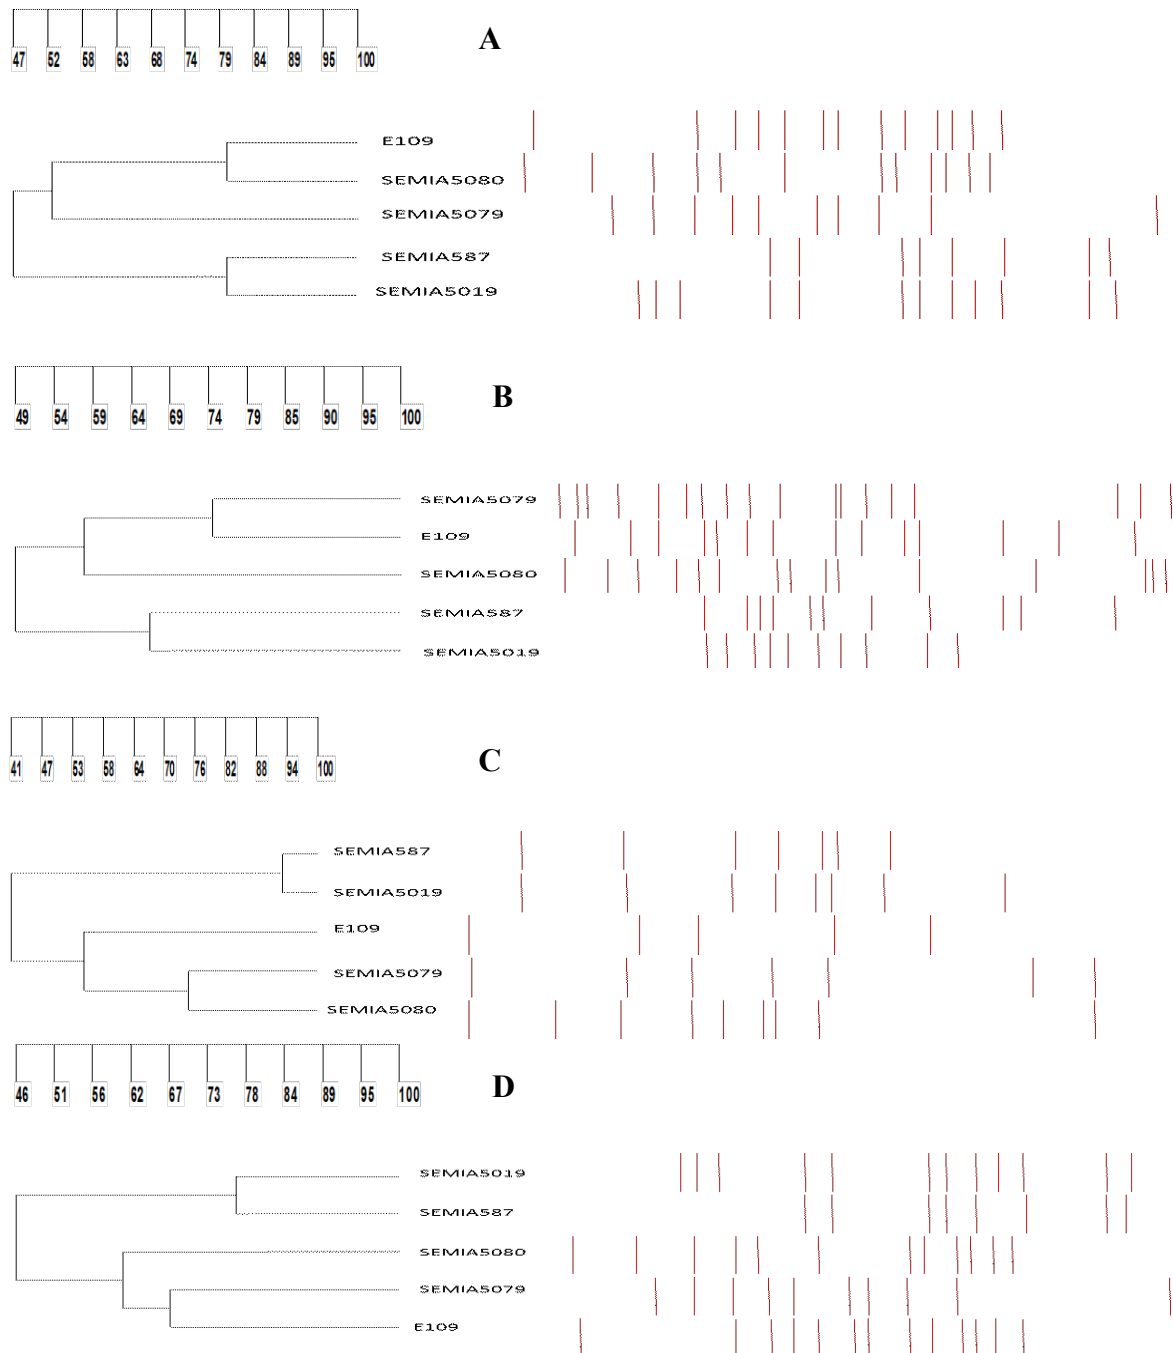 A
47 52 58 63 68 74 79 84 89 95 100
E109
SEMIA5080
SEMIA5079
SEMIA587
SEMIA5019
B
49 54 59 64 69 74 79 85 90 95 100
SEMIA5079
E109
SEMIA5080
SEMIA587
SEMIA5019
C
41 47 53 58 64 70 76 82 88 94 100
SEMIA587
SEMIA5019
E109
SEMIA5079
SEMIA5080
D
46 51 56 62 67 73 78 84 89 95 100
SEMIA5019
SEMIA587
SEMIA5080
SEMIA5079
E109